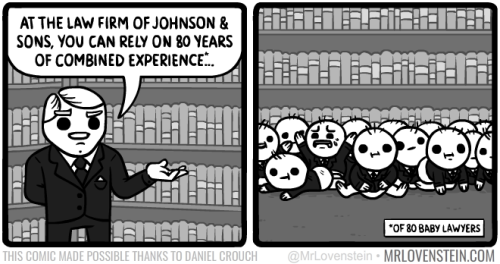 AT THE LAW FIRM OF JOHNSON &
SONS, YOU CAN RELY ON 80 YEARS
OF COMBINED EXPERIENCE*...
*OF 80 BABY LAWYERS
THIS COMIC MADE POSSIBLE THANKS TO DANIEL CROUCH
@MrLovenstein • MRLOVENSTEIN.COM